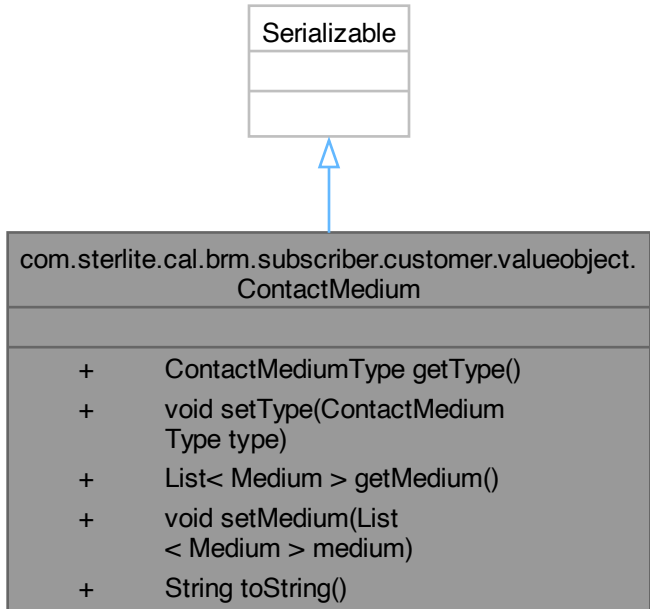 Serializable
com.sterlite.cal.brm.subscriber.customer.valueobject.
ContactMedium
+ ContactMediumType getType()
+ void setType(ContactMedium
Type type)
+ List< Medium > getMedium()
+ void setMedium(List
< Medium > medium)
+ String toString()